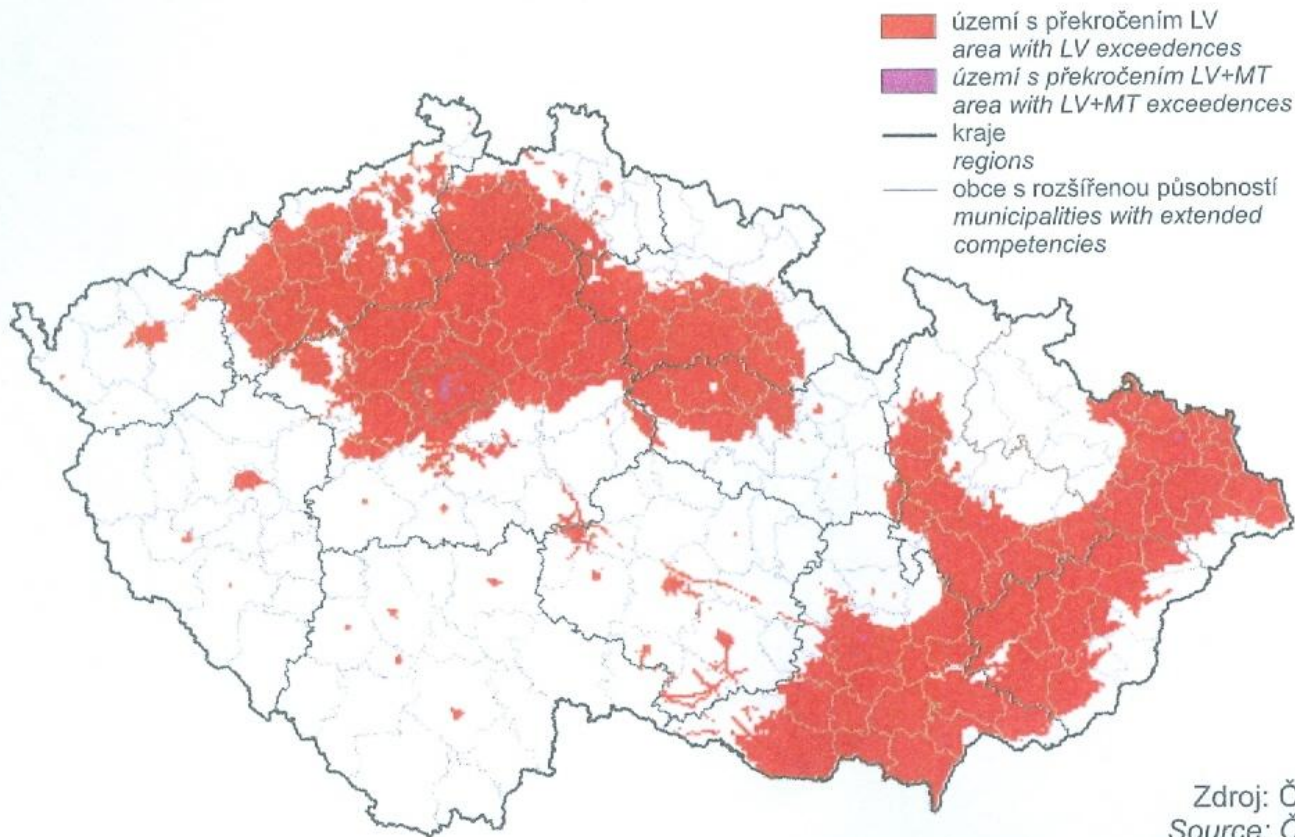 území s překročením LV
area with LV exceedences
území s překročením LV+MT
area with LV+MT exceedences
kraje
regions
obce s rozšířenou působností
municipalities with extended
competencies
Zdroj: Č
Source: Č